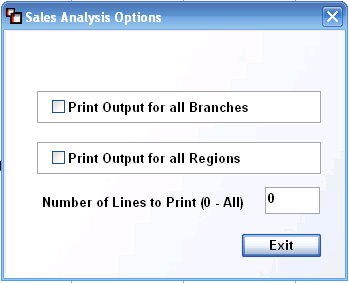 Sales Analysis Options
Print Output for all Branches
Print Output for all Regions
Number of Lines to Print (0 - All)
0
Exit